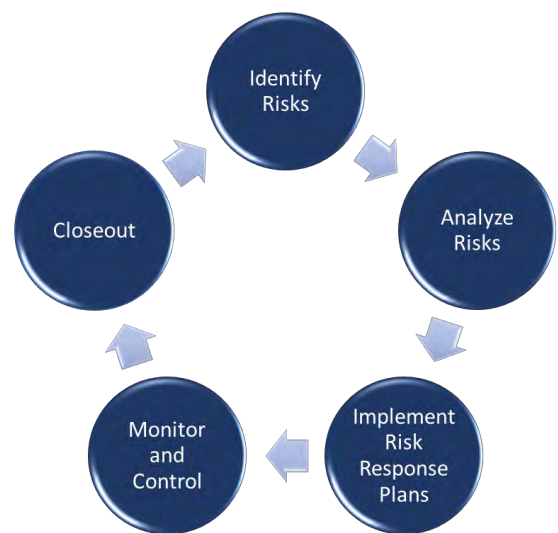 Identify
Risks
Analyze
Risks
Implement
Risk
Response
Plans
Monitor
and
Control
Closeout